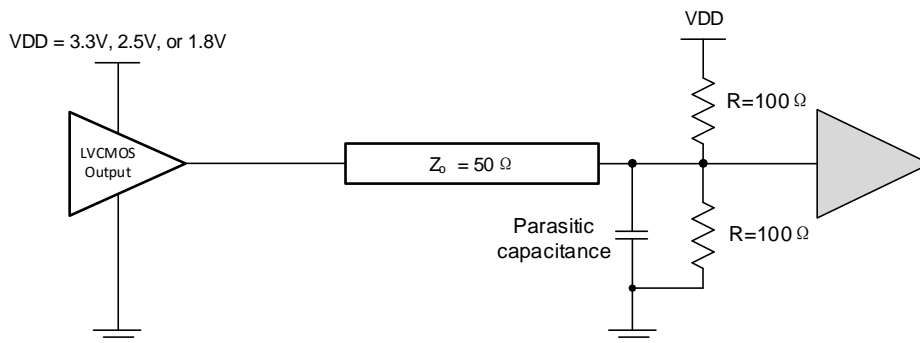 VDD = 3.3V, 2.5V, or 1.8V
VDD
R=100 Ω
LVCMOS
Output
Zo = 50 Ω
Parasitic
capacitance
R=100 Ω